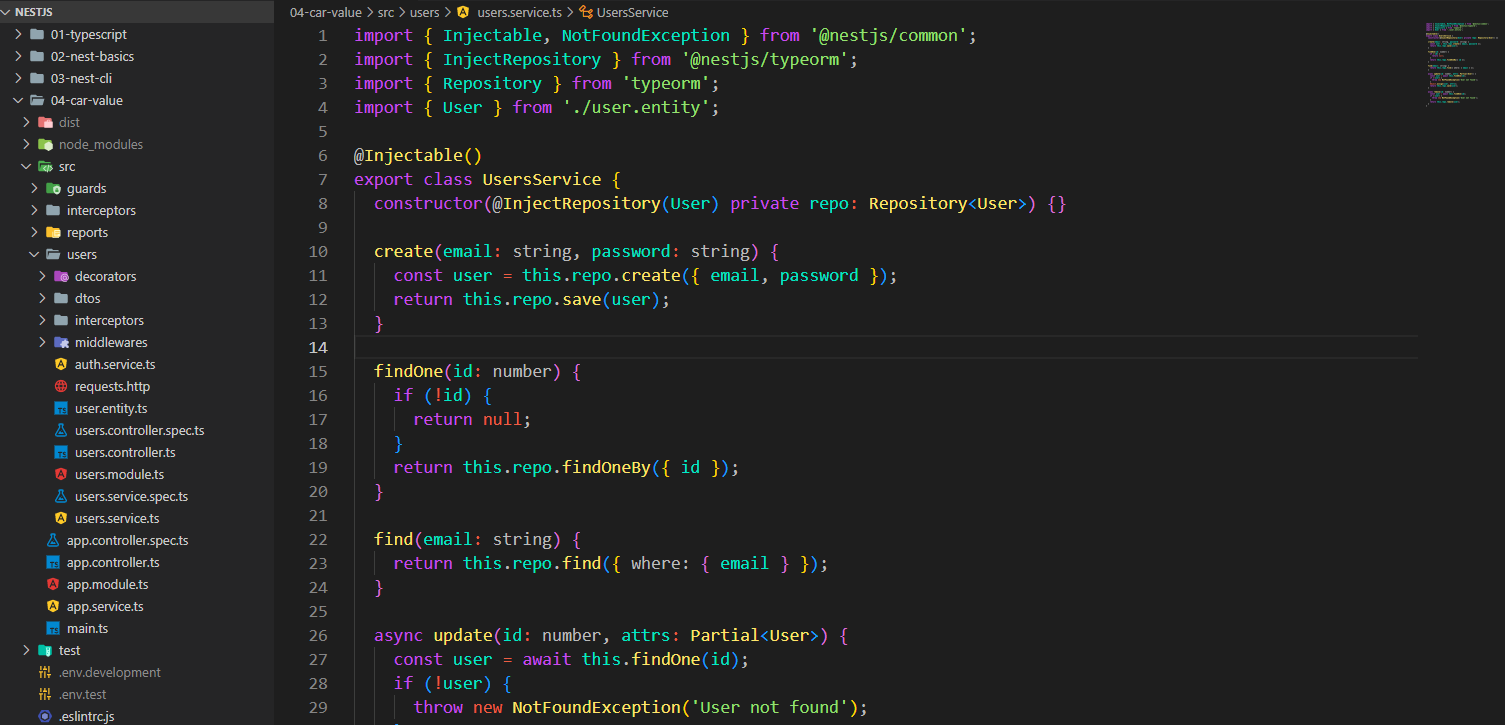 NESTJS
01-typescript
02-nest-basics
03-nest-cli
04-car-value
dist
node_modules
src
guards
interceptors
reports
users
decorators
dtos
interceptors
middlewares
auth.service.ts
requests.http
user.entity.ts
users.controller.spec.ts
users.controller.ts
users.module.ts
users.service.spec.ts
users.service.ts
app.controller.spec.ts
app.controller.ts
app.module.ts
app.service.ts
main.ts
test
.env.development
.env.test
.eslintrc.js
04-car-value > src > users > users.service.ts > UsersService
1 import { Injectable, NotFoundException } from '@nestjs/common';
2 import { InjectRepository } from '@nestjs/typeorm';
3 import { Repository } from 'typeorm';
4 import { User } from './user.entity';
5
6 @Injectable()
7 export class UsersService {
8   constructor(@InjectRepository(User) private repo: Repository<User>) {}
9
10   create(email: string, password: string) {
11     const user = this.repo.create({ email, password });
12     return this.repo.save(user);
13   }
14
15   findOne(id: number) {
16     if (!id) {
17       return null;
18     }
19     return this.repo.findOneBy({ id });
20   }
21
22   find(email: string) {
23     return this.repo.find({ where: { email } });
24   }
25
26   async update(id: number, attrs: Partial<User>) {
27     const user = await this.findOne(id);
28     if (!user) {
29       throw new NotFoundException('User not found');